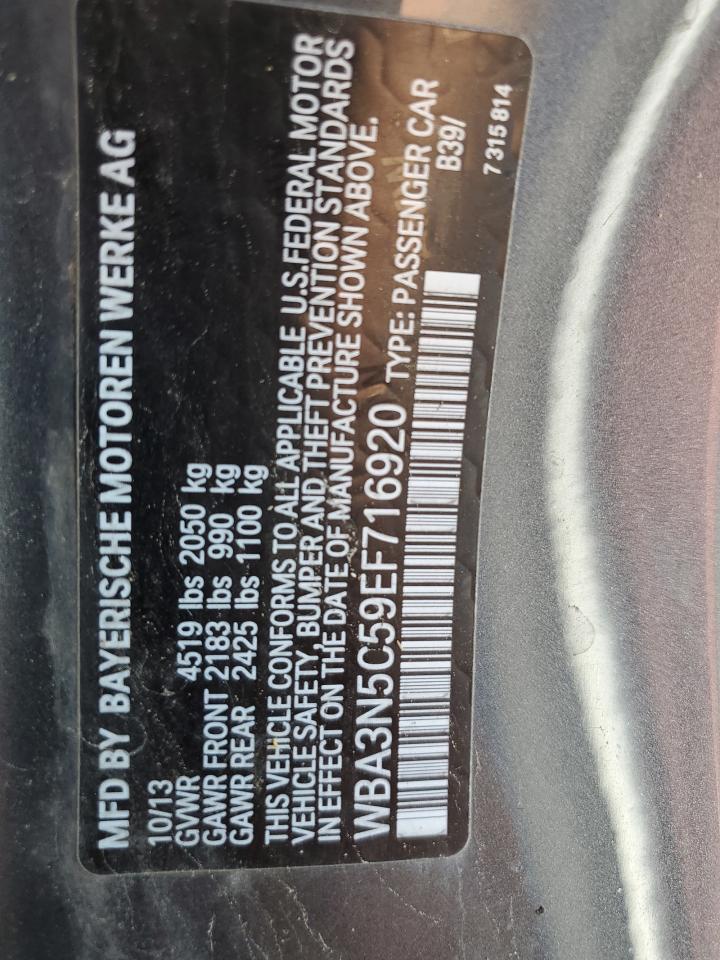 MFD BY BAYERISCHE MOTOREN WERKE AG
10/13
GVWR 4519 lbs 2050 kg
GAWR FRONT 2183 lbs 990 kg
GAWR REAR 2425 lbs 1100 kg
THIS VEHICLE CONFORMS TO ALL APPLICABLE U.S.FEDERAL MOTOR
VEHICLE SAFETY, BUMPER AND THEFT PREVENTION STANDARDS
IN EFFECT ON THE DATE OF MANUFACTURE SHOWN ABOVE.
WBA3N5C59EF716920 TYPE: PASSENGER CAR
B39/
7 315 814